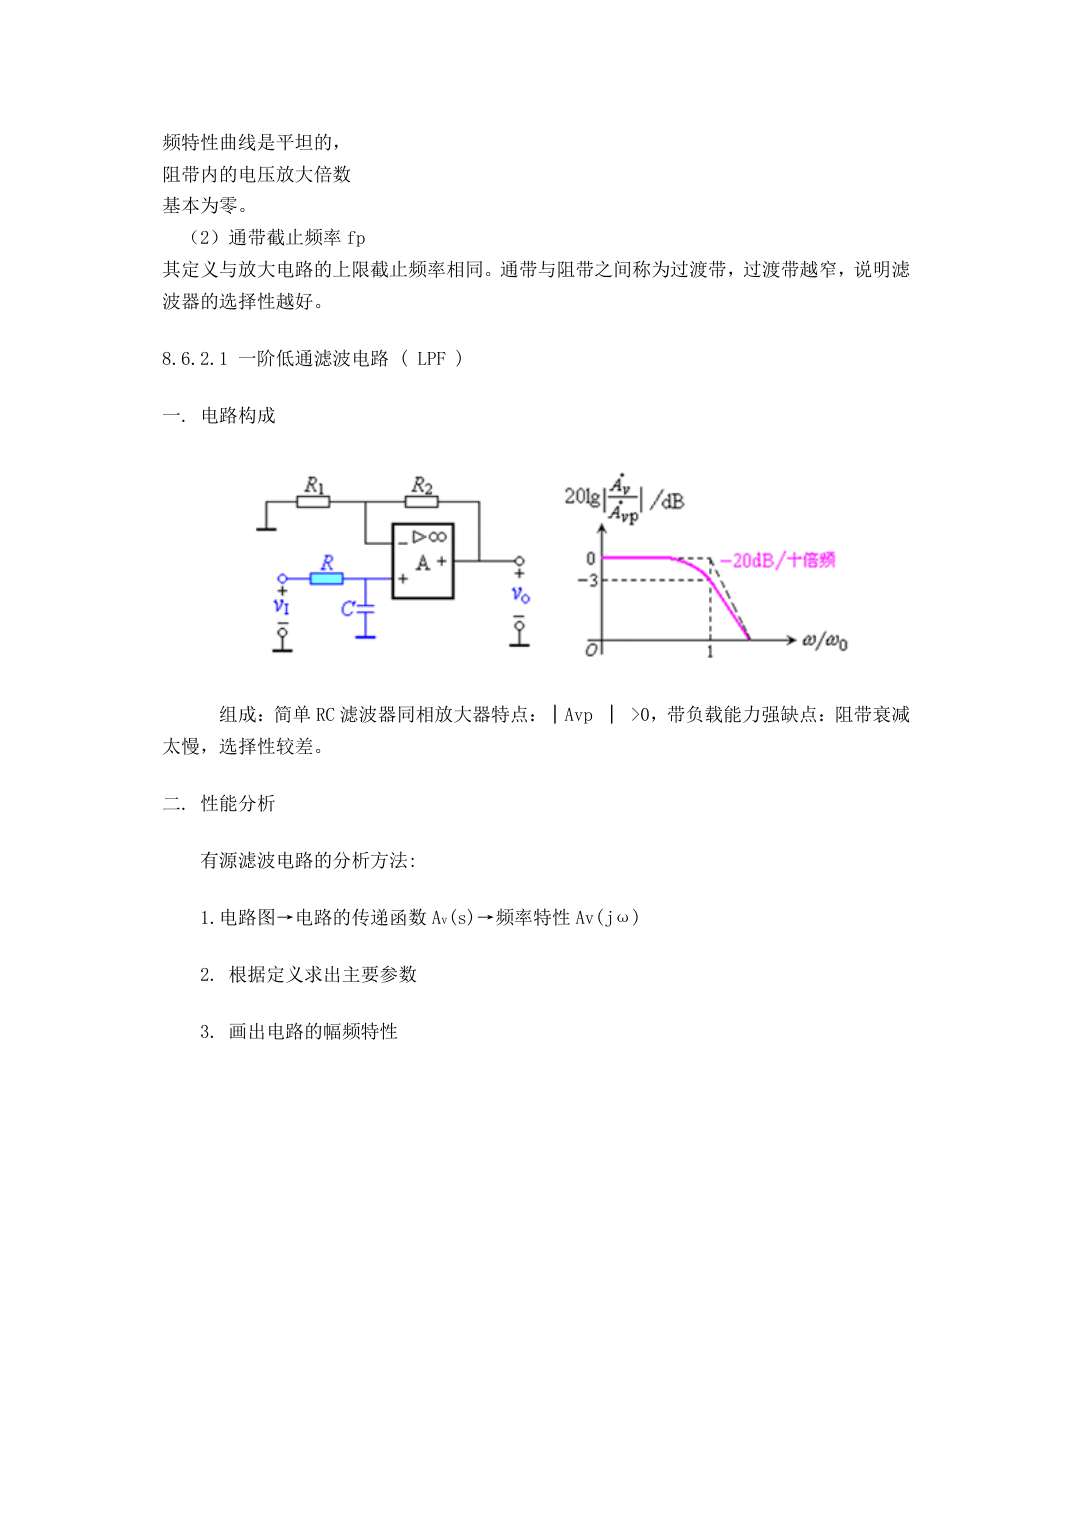 频特性曲线是平坦的，
阻带内的电压放大倍数
基本为零。
（2）通带截止频率 fp
其定义与放大电路的上限截止频率相同。通带与阻带之间称为过渡带，过渡带越窄，说明滤
波器的选择性越好。
8.6.2.1 一阶低通滤波电路 ( LPF )
一. 电路构成
R1
R2
▷∞
−
A +
+
R
C
+
vI
−
+
vO
−
20lg|Av/Avp| /dB
0
−3
−20dB/十倍频
O
1
ω/ω0
组成：简单 RC 滤波器同相放大器特点：│Avp │ >0，带负载能力强缺点：阻带衰减
太慢，选择性较差。
二. 性能分析
有源滤波电路的分析方法:
1.电路图→电路的传递函数 Av(s)→频率特性 Av(jω)
2. 根据定义求出主要参数
3. 画出电路的幅频特性